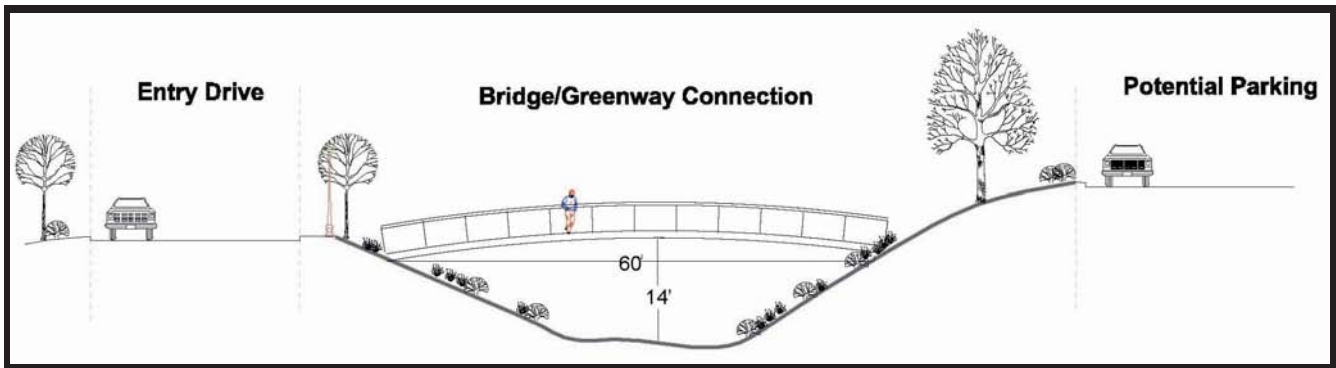 Entry Drive
Bridge/Greenway Connection
Potential Parking
60'
14'